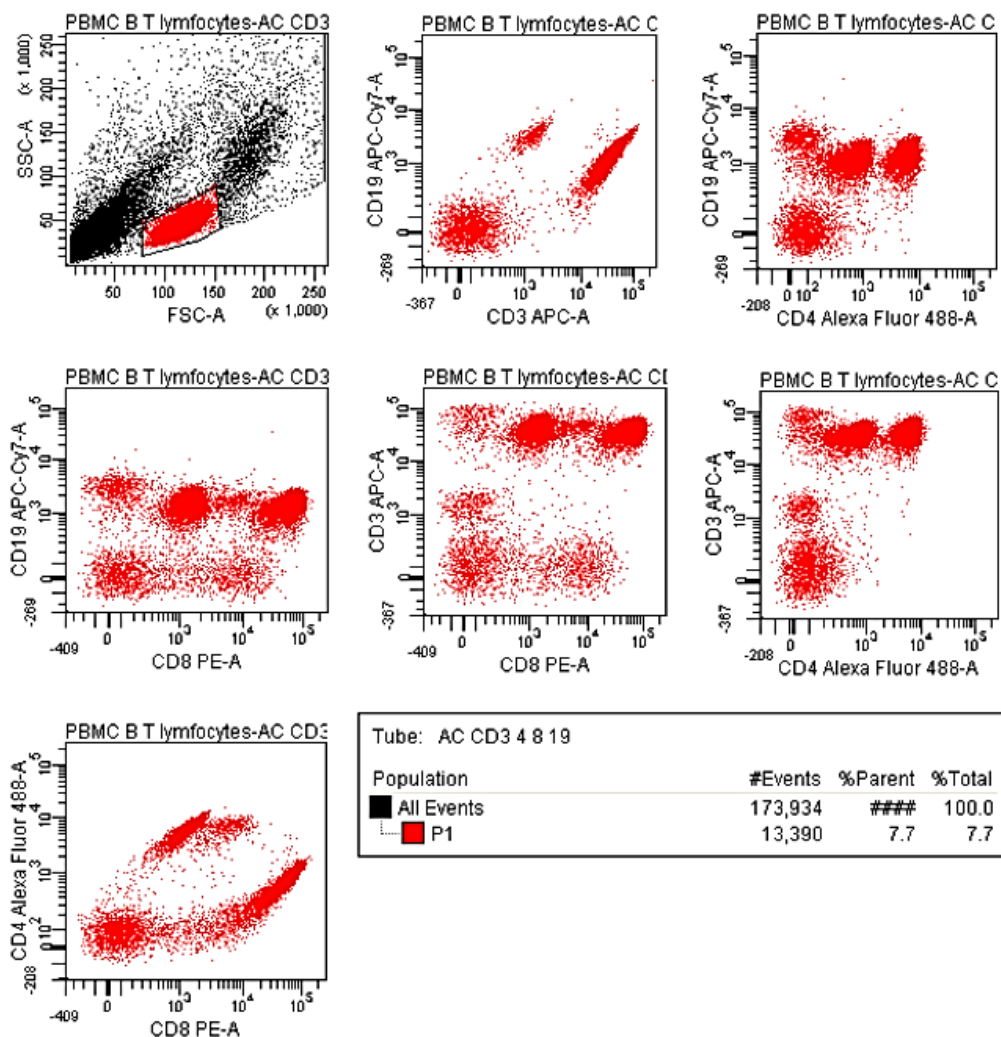 PBMC B T lymfocytes-AC CD3
SSC-A (x 1,000)
250
200
150
100
50
50 100 150 200 250
FSC-A (x 1,000)
PBMC B T lymfocytes-AC C
CD19 APC-Cy7-A
10^5
10^4
10^3
0
-269
-367 0 10^3 10^4 10^5
CD3 APC-A
PBMC B T lymfocytes-AC C
CD19 APC-Cy7-A
10^5
10^4
10^3
0
-269
-208 0 10^2 10^3 10^4 10^5
CD4 Alexa Fluor 488-A
PBMC B T lymfocytes-AC CD3
CD19 APC-Cy7-A
10^5
10^4
10^3
0
-269
-409 0 10^3 10^4 10^5
CD8 PE-A
PBMC B T lymfocytes-AC CD
CD3 APC-A
10^5
10^4
10^3
0
-367
-409 0 10^3 10^4 10^5
CD8 PE-A
PBMC B T lymfocytes-AC C
CD3 APC-A
10^5
10^4
10^3
0
-367
-208 0 10^2 10^3 10^4 10^5
CD4 Alexa Fluor 488-A
PBMC B T lymfocytes-AC CD3
CD4 Alexa Fluor 488-A
10^5
10^4
10^3
10^2
0
-208
-409 0 10^3 10^4 10^5
CD8 PE-A
Tube: AC CD3 4 8 19
Population #Events %Parent %Total
All Events 173,934 #### 100.0
P1 13,390 7.7 7.7